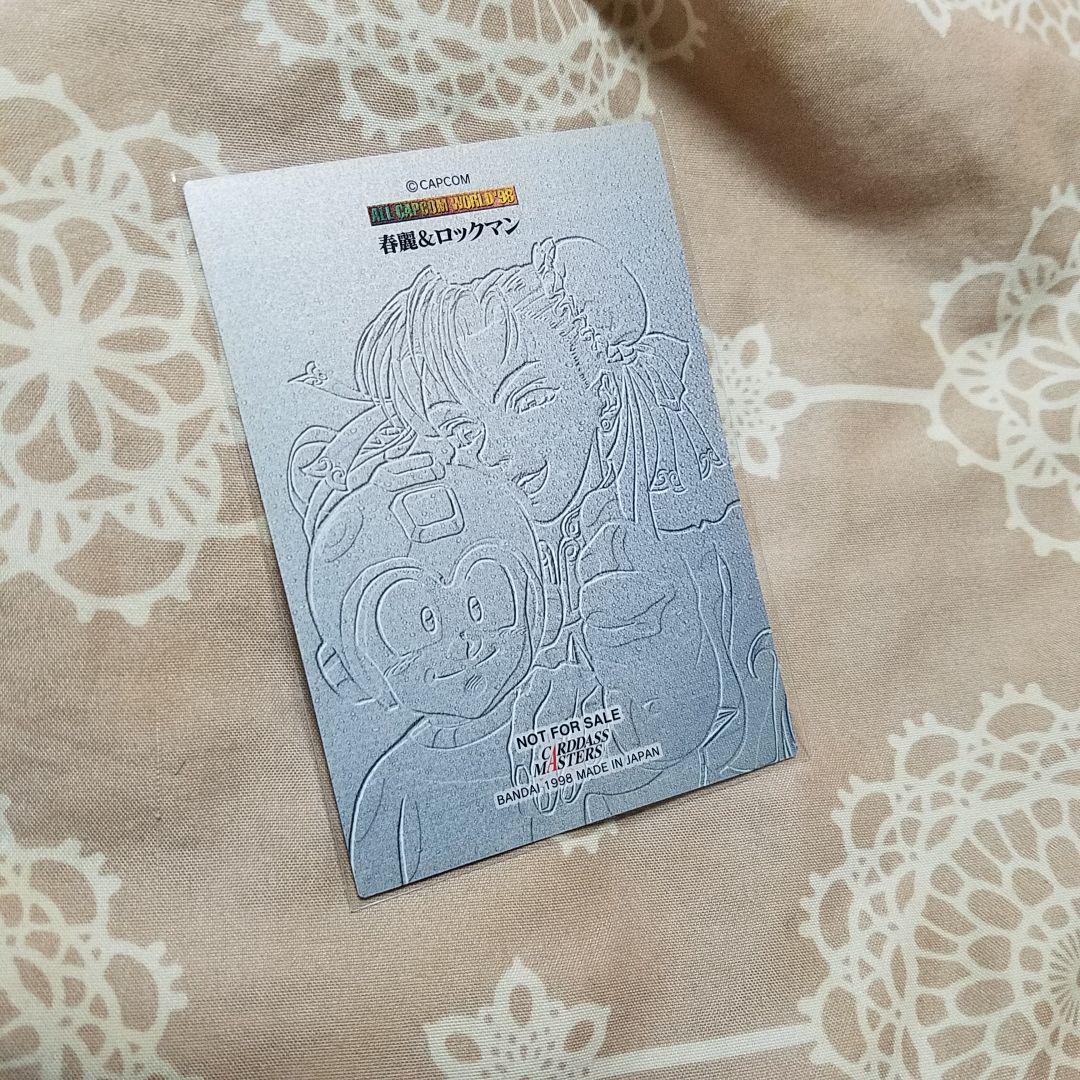 ©CAPCOM
ALL CAPCOM WORLD'98
春麗&ロックマン
NOT FOR SALE
CARDDASS
MASTERS
BANDAI 1998 MADE IN JAPAN